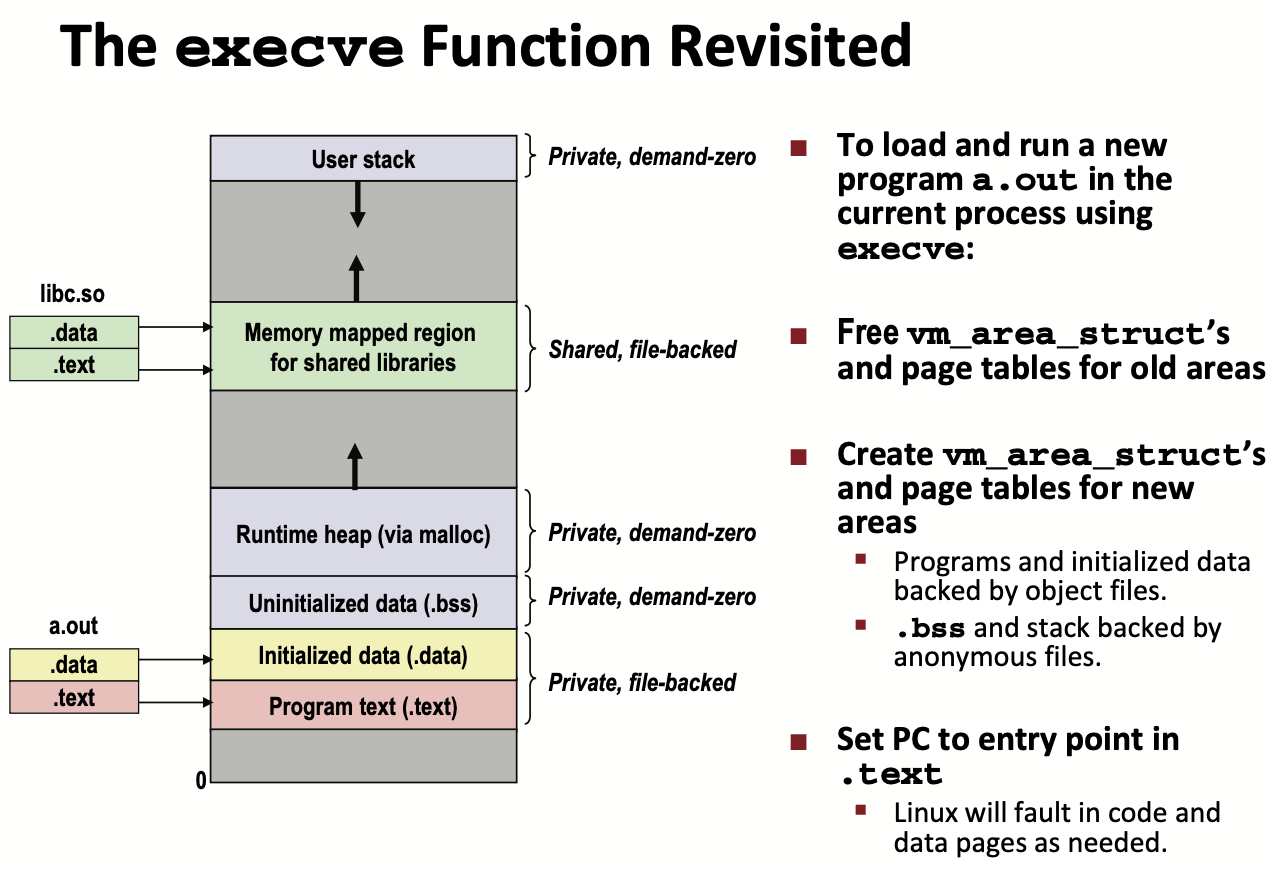 The execve Function Revisited
User stack
Private, demand-zero
libc.so
.data
.text
Memory mapped region
for shared libraries
Shared, file-backed
Runtime heap (via malloc)
Private, demand-zero
Uninitialized data (.bss)
Private, demand-zero
a.out
.data
.text
Initialized data (.data)
Program text (.text)
Private, file-backed
0
To load and run a new
program a.out in the
current process using
execve:
Free vm_area_struct’s
and page tables for old areas
Create vm_area_struct’s
and page tables for new
areas
Programs and initialized data
backed by object files.
.bss and stack backed by
anonymous files.
Set PC to entry point in
.text
Linux will fault in code and
data pages as needed.